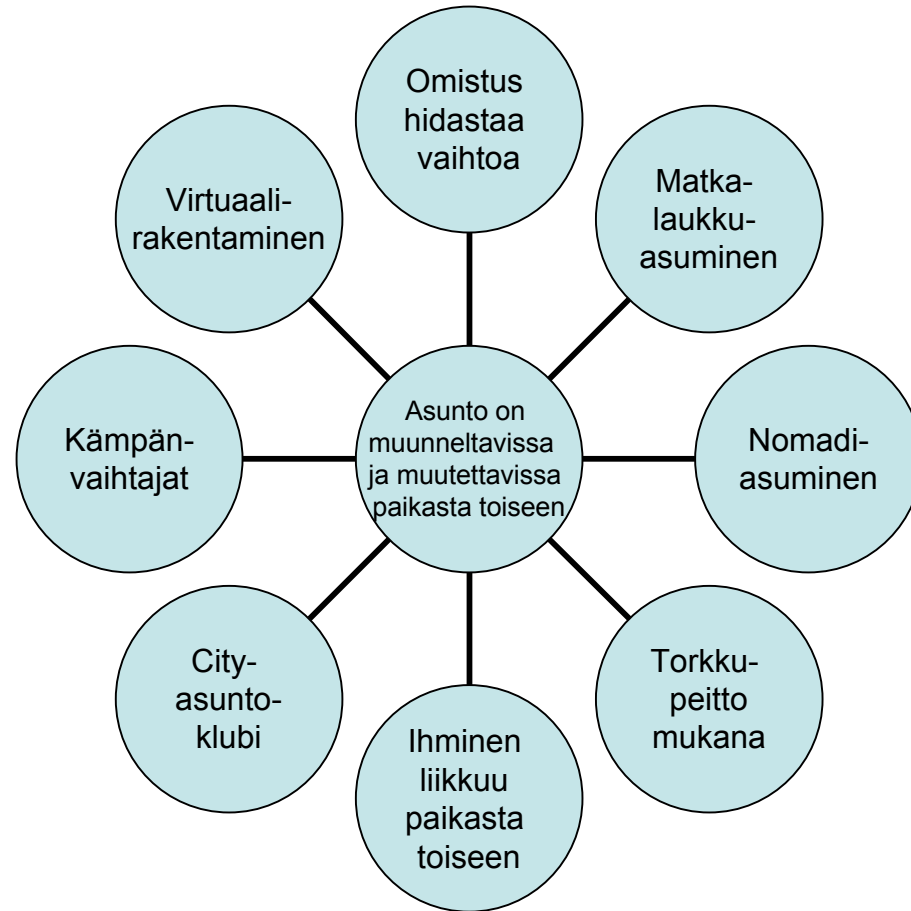 Omistus
hidastaa
vaihtoa
Matka-
laukku-
asuminen
Nomadi-
asuminen
Torkku-
peitto
mukana
Ihminen
liikkuu
paikasta
toiseen
City-
asunto-
klubi
Kämpän-
vaihtajat
Virtuaali-
rakentaminen
Asunto on
muunneltavissa
ja muutettavissa
paikasta toiseen